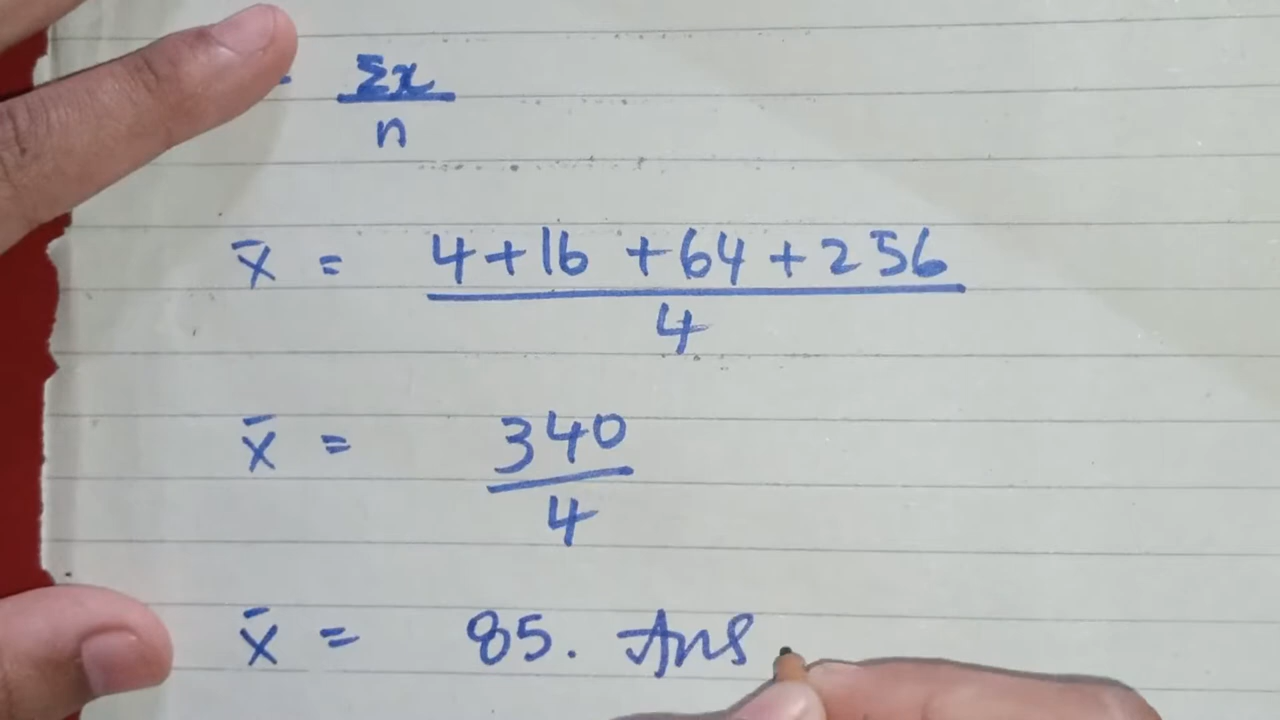 = Σx
n
x̄ = 4+16 +64+256
4
x̄ = 340
4
x̄ = 85. Ans